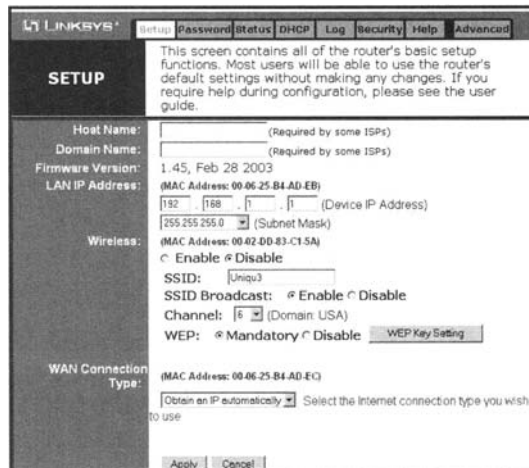 LINKSYS® Setup Password Status DHCP Log Security Help Advanced
SETUP
This screen contains all of the router's basic setup
functions. Most users will be able to use the router's
default settings without making any changes. If you
require help during configuration, please see the user
guide.
Host Name: (Required by some ISPs)
Domain Name: (Required by some ISPs)
Firmware Version: 1.45, Feb 28 2003
LAN IP Address: (MAC Address: 00-06-25-B4-AD-EB)
192 . 168 . 1 . 1 (Device IP Address)
255.255.255.0 (Subnet Mask)
Wireless: (MAC Address: 00-02-DD-83-C1-5A)
Enable Disable
SSID: Uniqu3
SSID Broadcast: Enable Disable
Channel: 6 (Domain: USA)
WEP: Mandatory Disable WEP Key Setting
WAN Connection
Type:
(MAC Address: 00-06-25-B4-AD-EC)
Obtain an IP automatically Select the Internet connection type you wish
to use
Apply Cancel